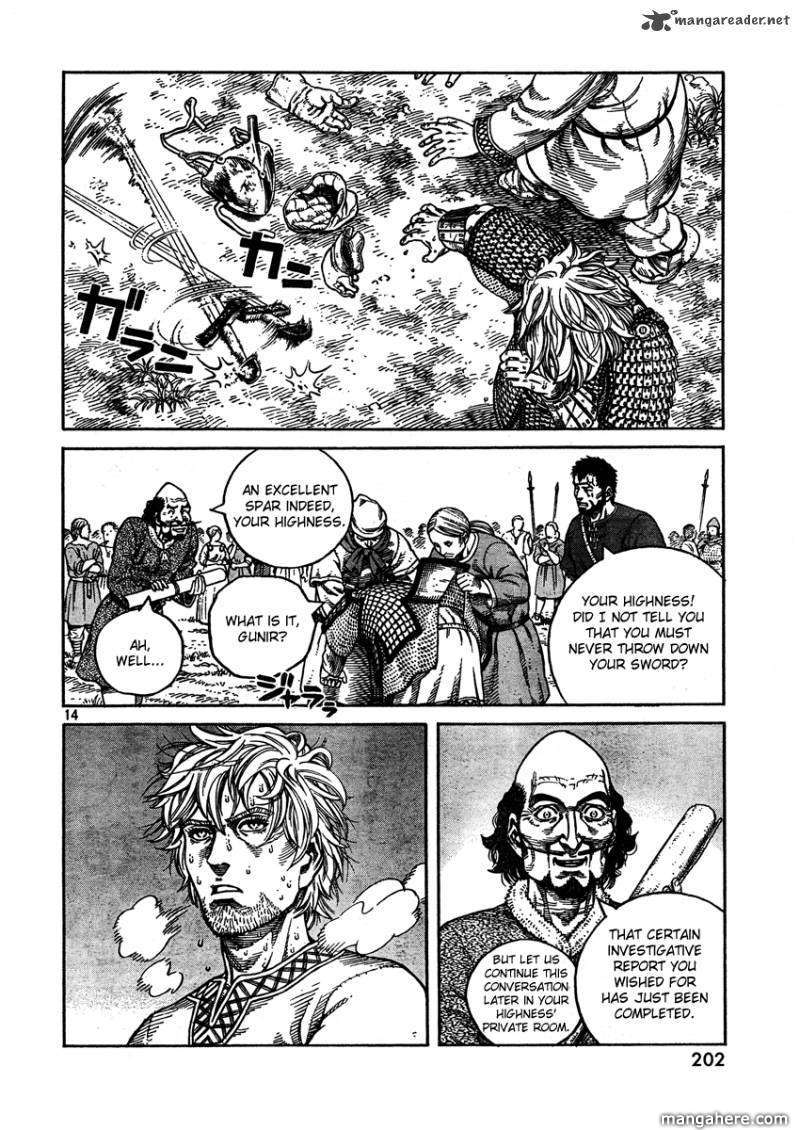 mangareader.net
カ
ニ
ガラン
AN EXCELLENT
SPAR INDEED,
YOUR HIGHNESS.
AH,
WELL...
WHAT IS IT,
GUNIR?
YOUR HIGHNESS!
DID I NOT TELL YOU
THAT YOU MUST
NEVER THROW DOWN
YOUR SWORD?
ジャララ
14
THAT CERTAIN
INVESTIGATIVE
REPORT YOU
WISHED FOR
HAS JUST BEEN
COMPLETED.
BUT LET US
CONTINUE THIS
CONVERSATION
LATER IN YOUR
HIGHNESS'
PRIVATE ROOM.
202
mangahere.com